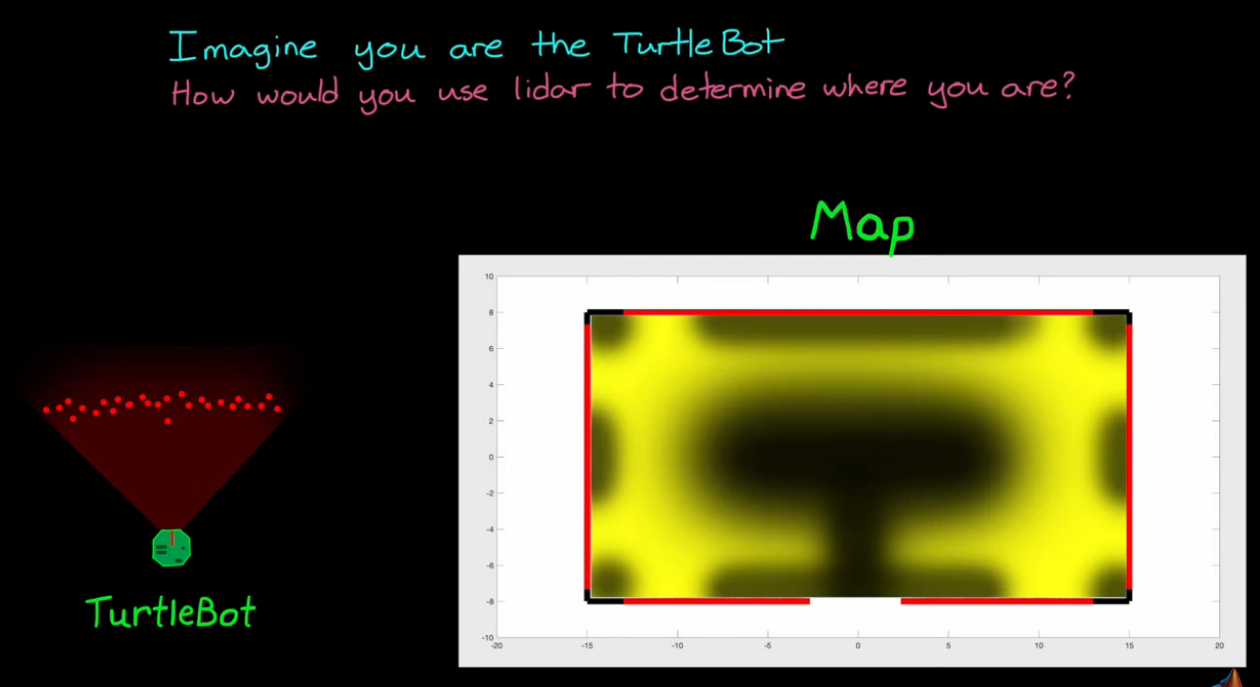 Imagine you are the TurtleBot
How would you use lidar to determine where you are?
Map
10
8
6
4
2
0
-2
-4
-6
-8
-10
-20 -15 -10 -5 0 5 10 15 20
TurtleBot